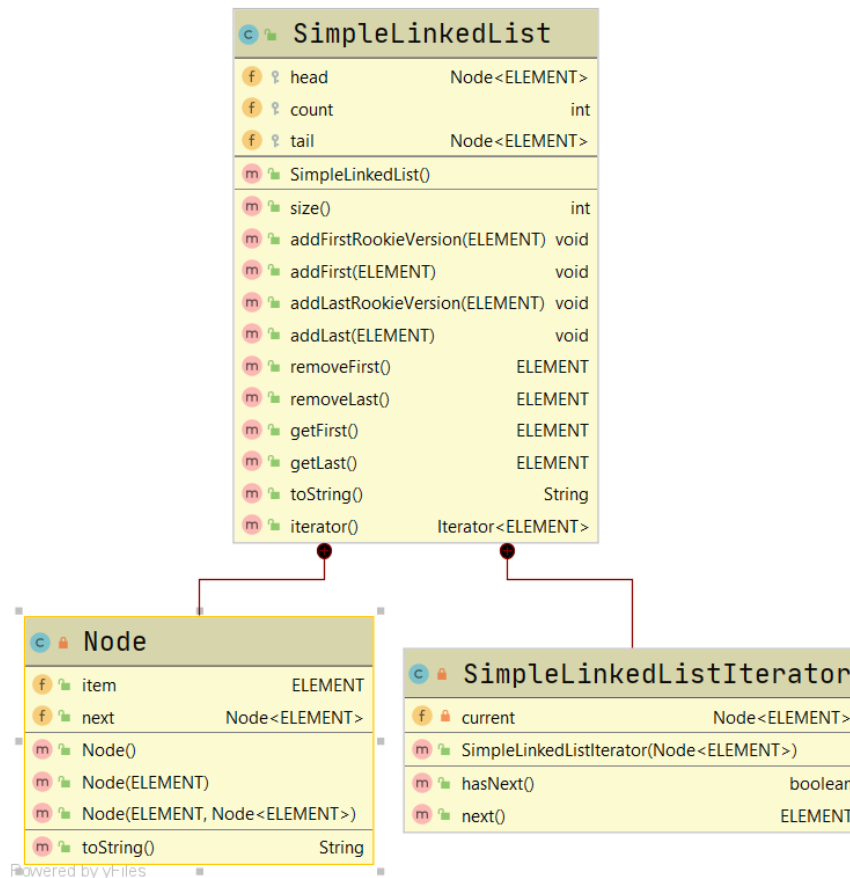 SimpleLinkedList
head Node<ELEMENT>
count int
tail Node<ELEMENT>
SimpleLinkedList()
size() int
addFirstRookieVersion(ELEMENT) void
addFirst(ELEMENT) void
addLastRookieVersion(ELEMENT) void
addLast(ELEMENT) void
removeFirst() ELEMENT
removeLast() ELEMENT
getFirst() ELEMENT
getLast() ELEMENT
toString() String
iterator() Iterator<ELEMENT>
Node
item ELEMENT
next Node<ELEMENT>
Node()
Node(ELEMENT)
Node(ELEMENT, Node<ELEMENT>)
toString() String
SimpleLinkedListIterator
current Node<ELEMENT>
SimpleLinkedListIterator(Node<ELEMENT>)
hasNext() boolean
next() ELEMENT
Powered by yFiles